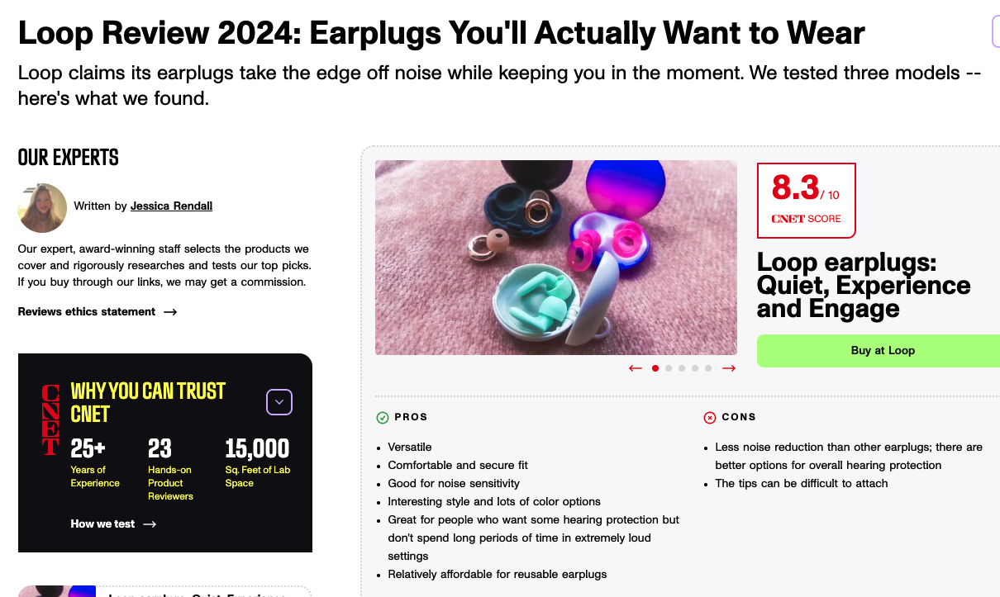 Loop Review 2024: Earplugs You'll Actually Want to Wear
Loop claims its earplugs take the edge off noise while keeping you in the moment. We tested three models --
here's what we found.
OUR EXPERTS
Written by Jessica Rendall
Our expert, award-winning staff selects the products we
cover and rigorously researches and tests our top picks.
If you buy through our links, we may get a commission.
Reviews ethics statement →
CNET
WHY YOU CAN TRUST
CNET
25+
Years of
Experience
23
Hands-on
Product
Reviewers
15,000
Sq. Feet of Lab
Space
How we test →
8.3 / 10
CNET SCORE
Loop earplugs:
Quiet, Experience
and Engage
Buy at Loop
PROS
• Versatile
• Comfortable and secure fit
• Good for noise sensitivity
• Interesting style and lots of color options
• Great for people who want some hearing protection but
don't spend long periods of time in extremely loud
settings
• Relatively affordable for reusable earplugs
CONS
• Less noise reduction than other earplugs; there are
better options for overall hearing protection
• The tips can be difficult to attach
Loop earplugs: Quiet, Experience